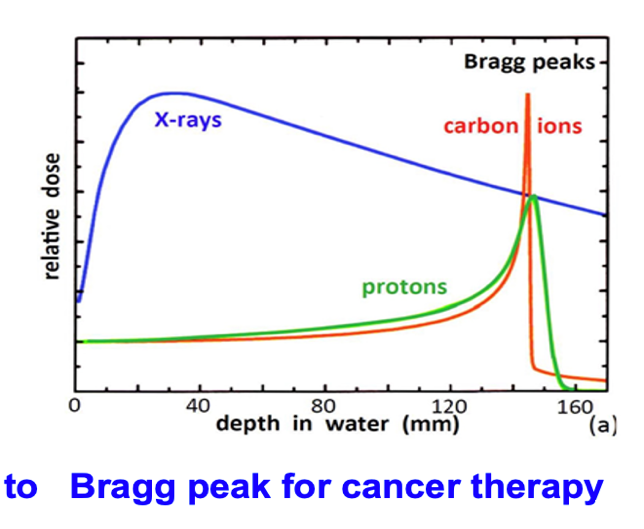 Bragg peaks
X-rays
carbon ions
relative dose
protons
0 40 80 120 160
depth in water (mm) (a)
to Bragg peak for cancer therapy